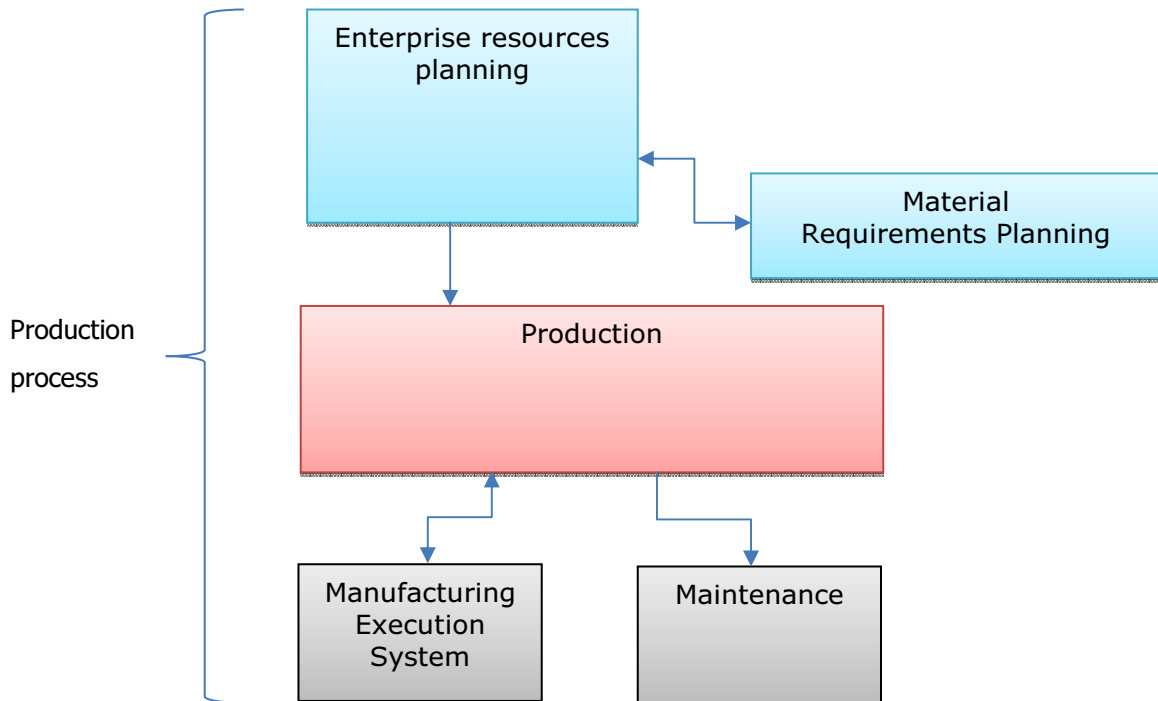 Enterprise resources
planning
Material
Requirements Planning
Production
process
Production
Manufacturing
Execution
System
Maintenance